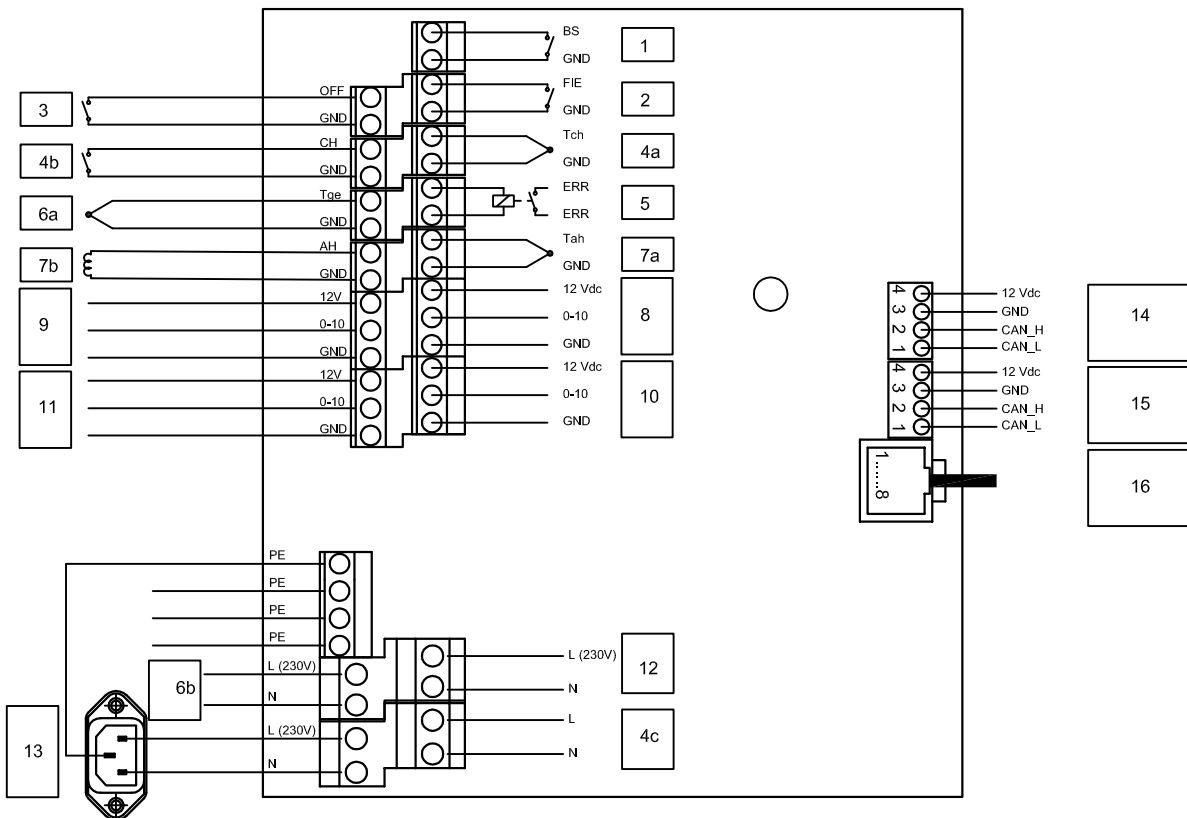 BS
1
GND
FIE
2
GND
3
OFF
GND
Tch
4a
GND
4b
CH
GND
ERR
5
ERR
6a
Tge
GND
Tah
7a
GND
7b
AH
GND
12 Vdc
0-10
GND
8
9
12V
0-10
GND
12 Vdc
0-10
GND
10
11
12V
0-10
GND
4
3
2
1
12 Vdc
GND
CAN_H
CAN_L
14
4
3
2
1
12 Vdc
GND
CAN_H
CAN_L
15
1......8
16
PE
PE
PE
PE
6b
L (230V)
N
L (230V)
N
12
13
L (230V)
N
L
N
4c